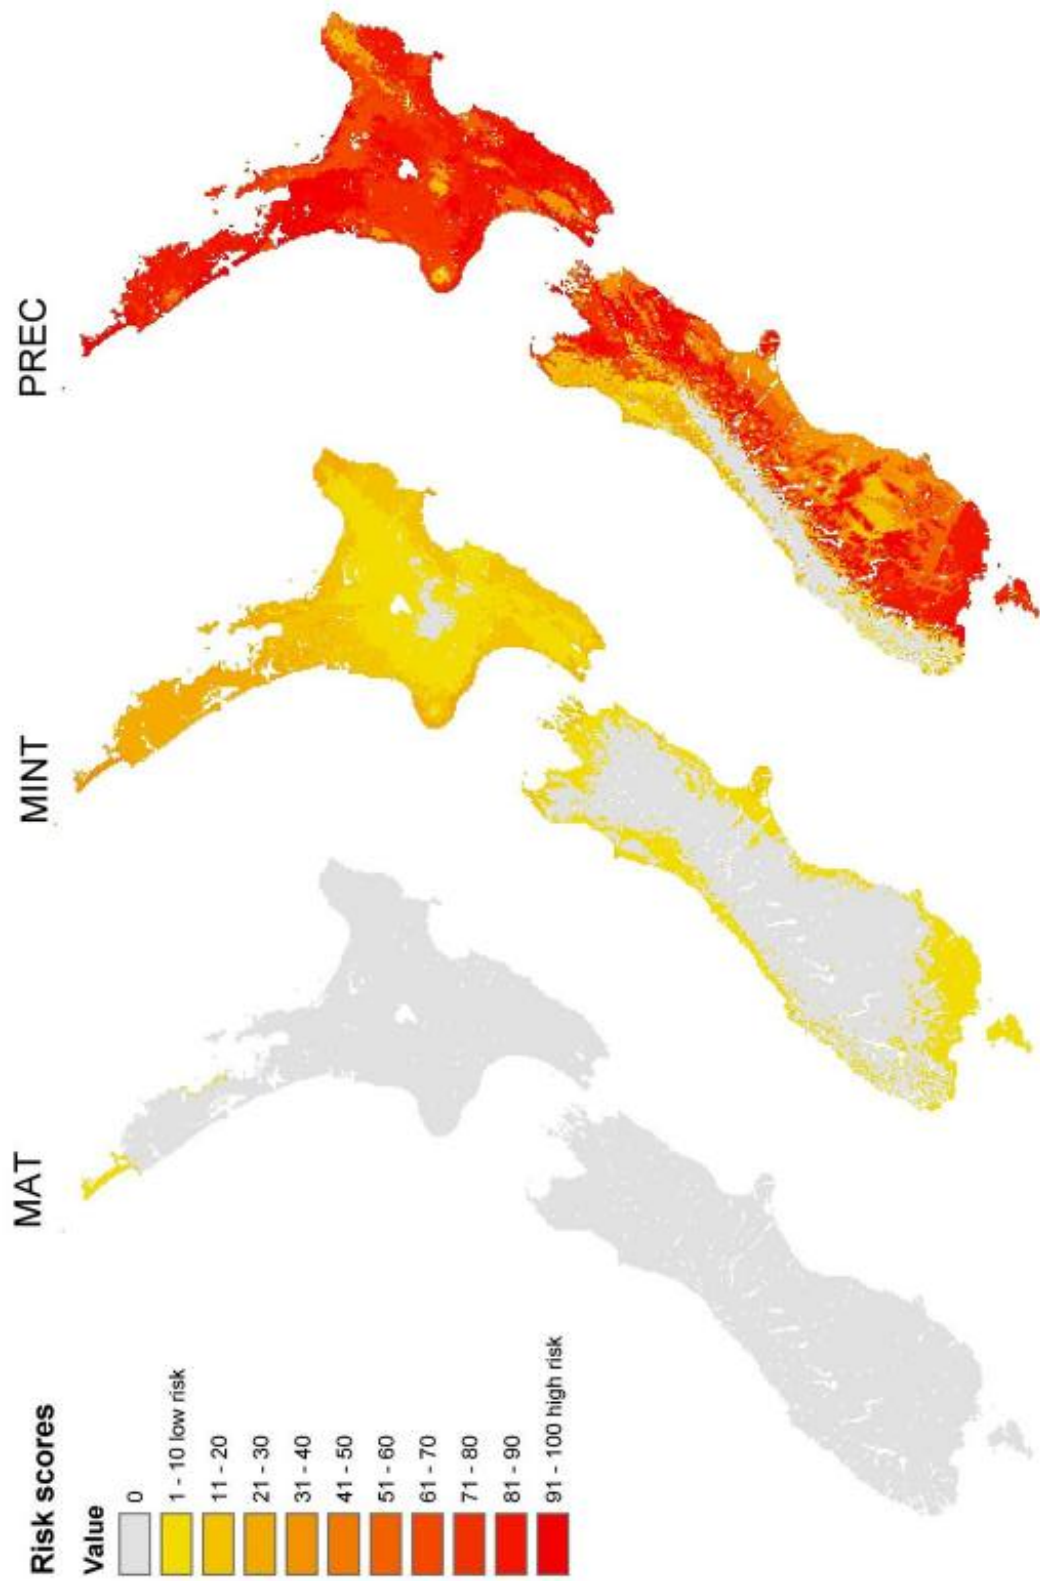 MAT
MINT
PREC
Risk scores
Value
0
1 - 10 low risk
11 - 20
21 - 30
31 - 40
41 - 50
51 - 60
61 - 70
71 - 80
81 - 90
91 - 100 high risk